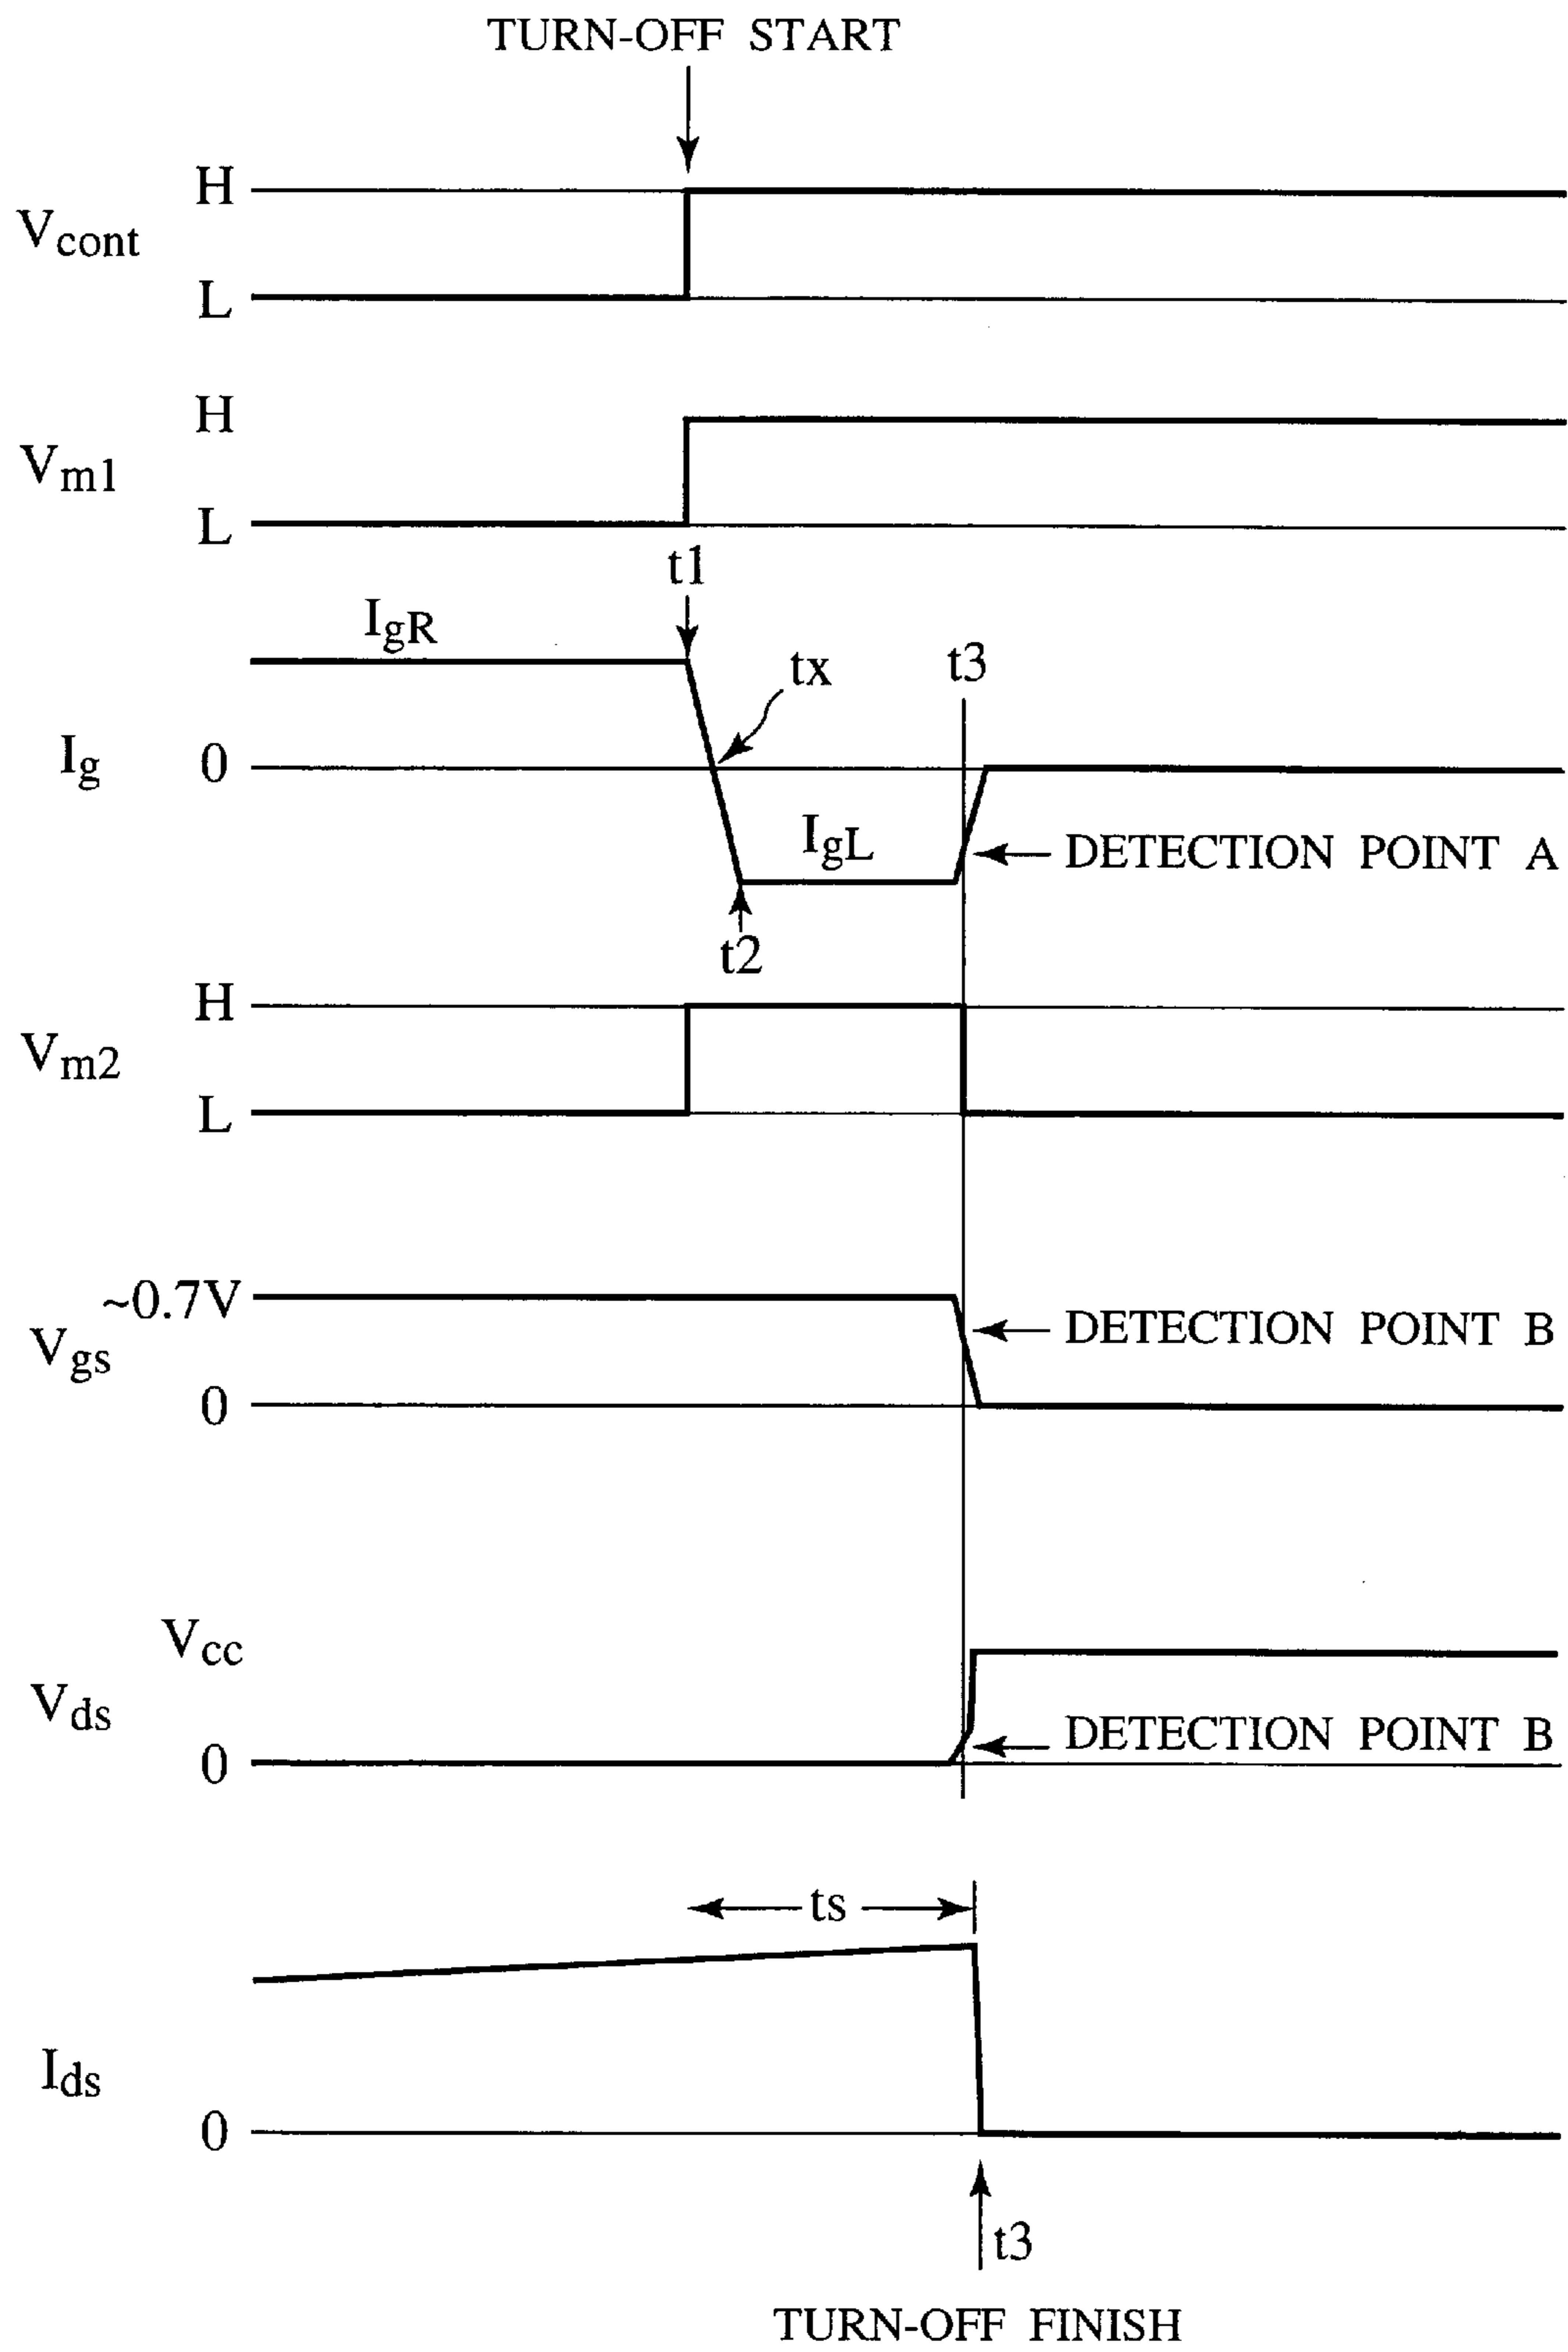 TURN-OFF START
H
Vcont
L
H
Vm1
L
t1
IgR
tx
t3
Ig
0
IgL
DETECTION POINT A
t2
H
Vm2
L
~0.7V
DETECTION POINT B
Vgs
0
Vcc
Vds
DETECTION POINT B
0
ts
Ids
0
t3
TURN-OFF FINISH